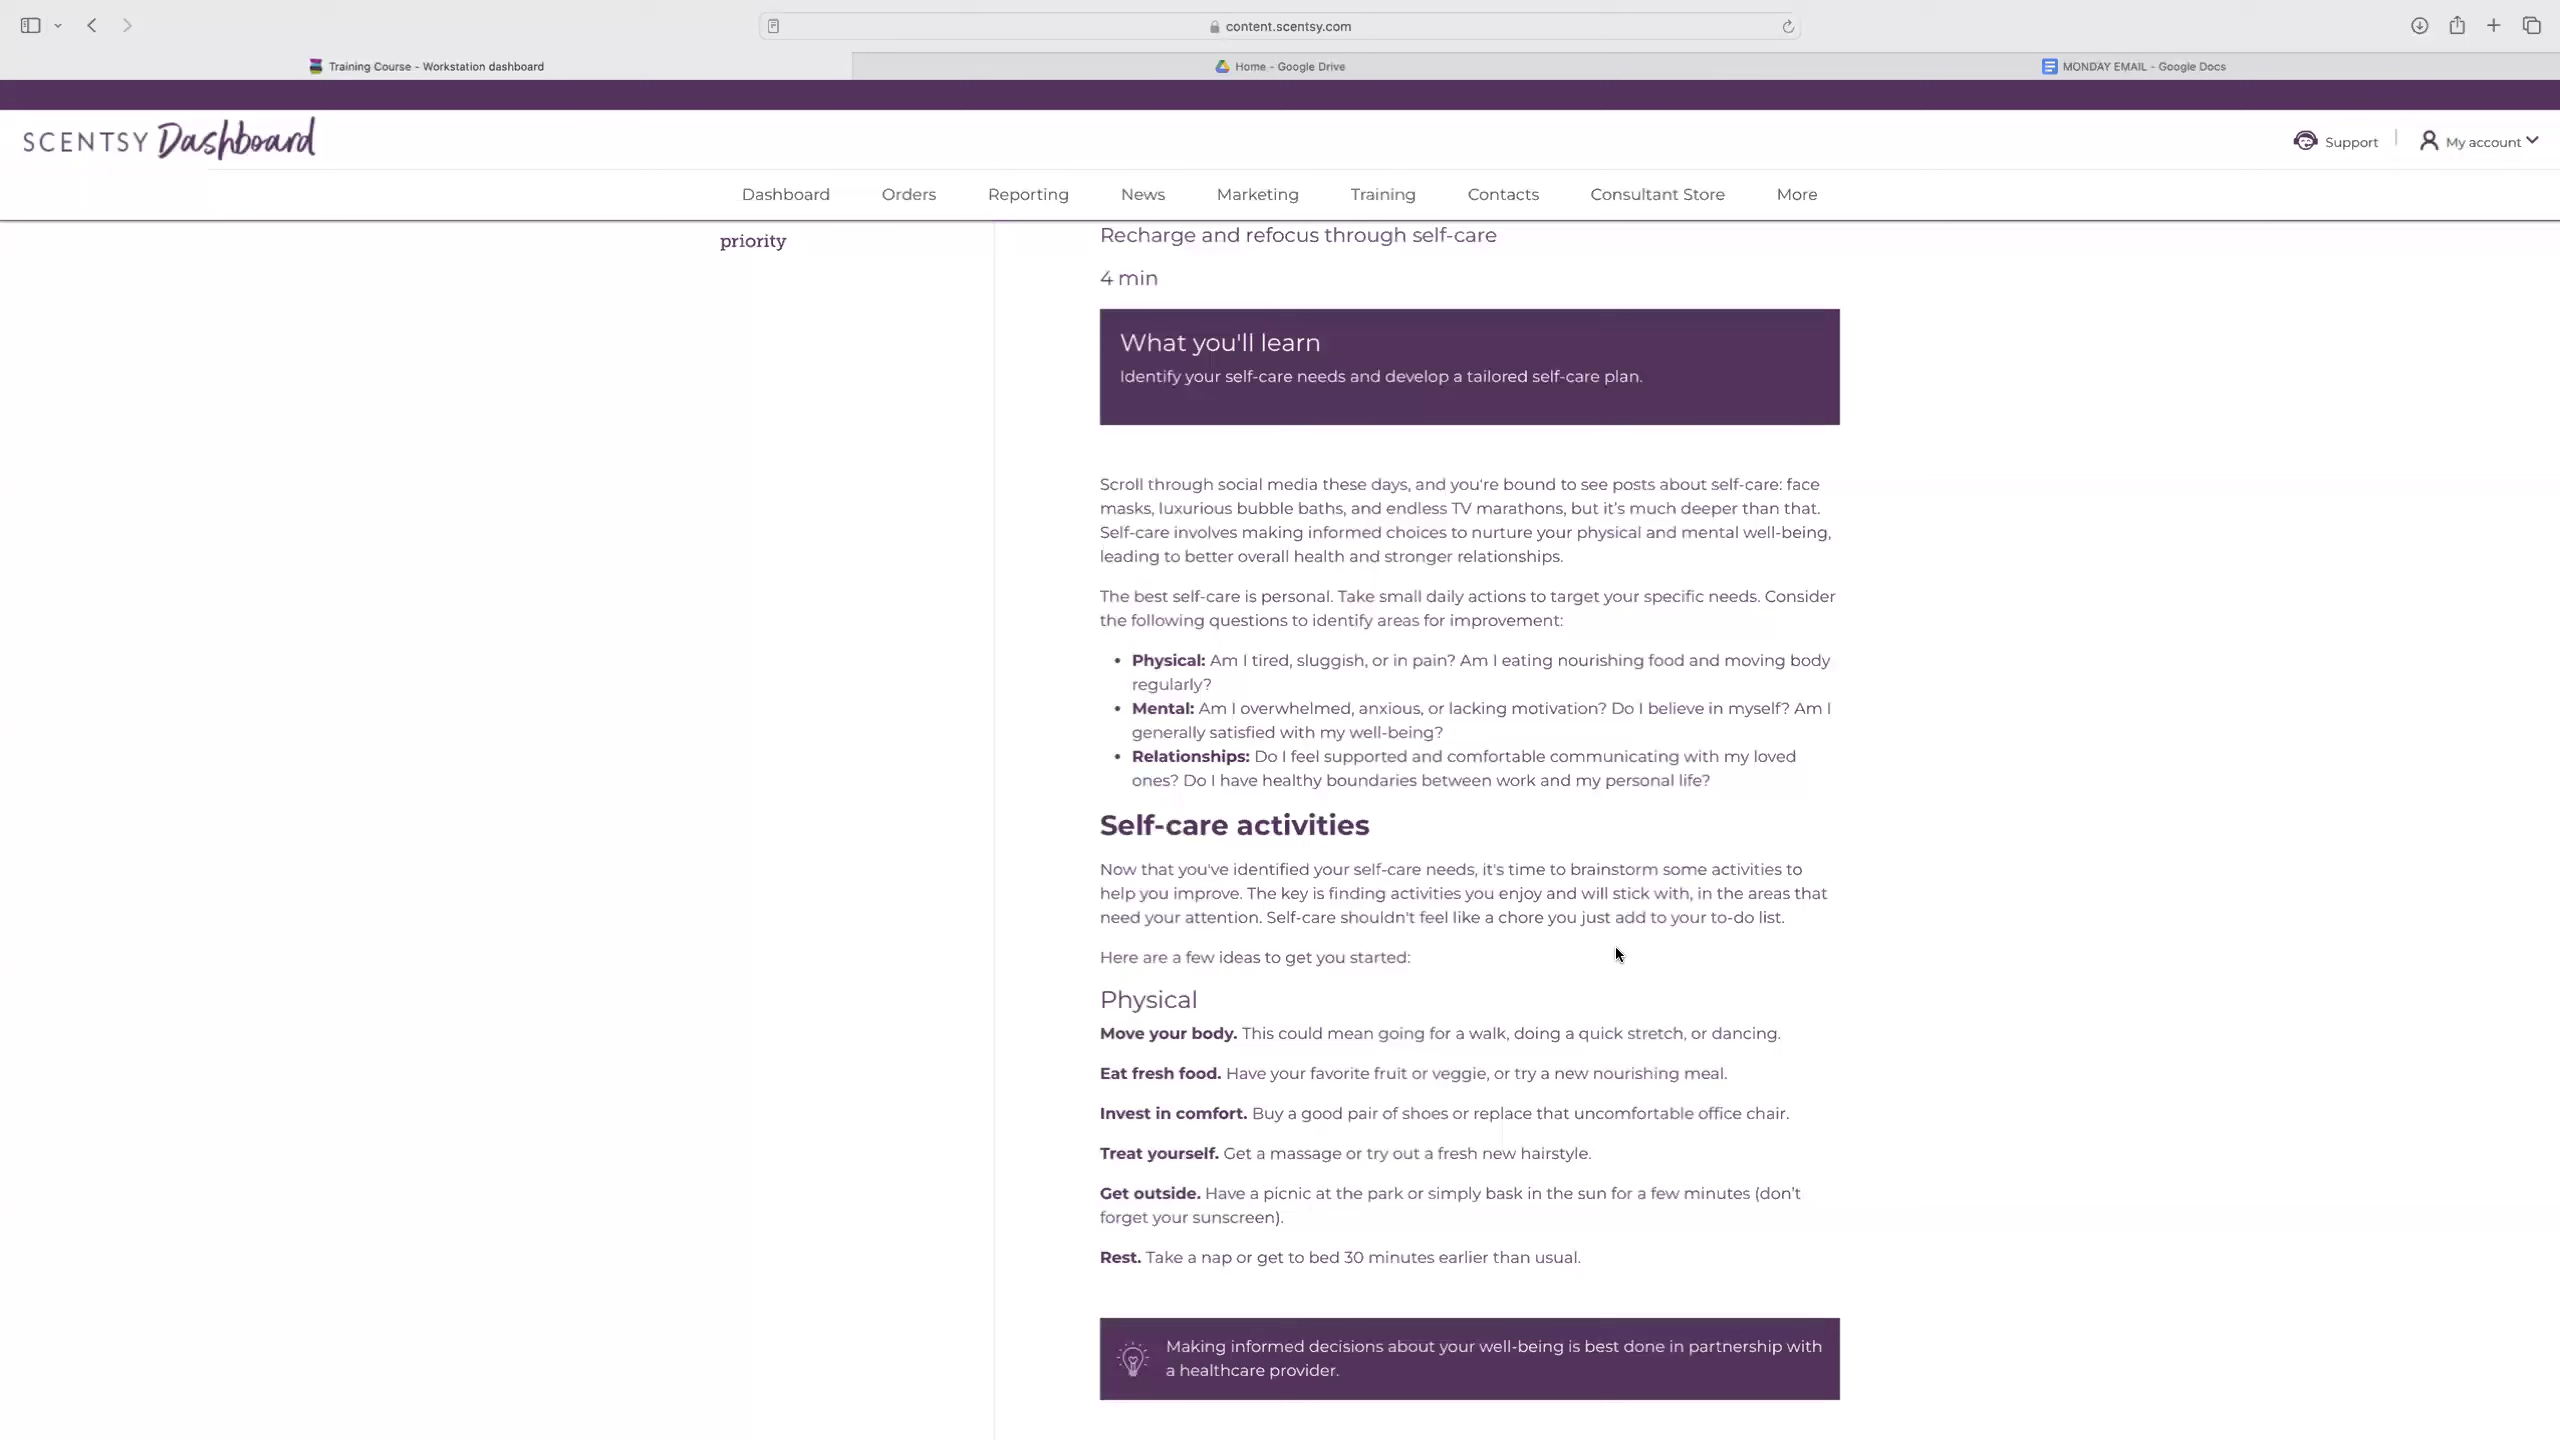 content.scentsy.com
Training Course - Workstation dashboard
Home - Google Drive
MONDAY EMAIL - Google Docs
SCENTSY Dashboard
Support
My account
Dashboard
Orders
Reporting
News
Marketing
Training
Contacts
Consultant Store
More
priority
Recharge and refocus through self-care
4 min
What you'll learn
Identify your self-care needs and develop a tailored self-care plan.
Scroll through social media these days, and you're bound to see posts about self-care: face
masks, luxurious bubble baths, and endless TV marathons, but it's much deeper than that.
Self-care involves making informed choices to nurture your physical and mental well-being,
leading to better overall health and stronger relationships.
The best self-care is personal. Take small daily actions to target your specific needs. Consider
the following questions to identify areas for improvement:
• Physical: Am I tired, sluggish, or in pain? Am I eating nourishing food and moving body
regularly?
• Mental: Am I overwhelmed, anxious, or lacking motivation? Do I believe in myself? Am I
generally satisfied with my well-being?
• Relationships: Do I feel supported and comfortable communicating with my loved
ones? Do I have healthy boundaries between work and my personal life?
Self-care activities
Now that you've identified your self-care needs, it's time to brainstorm some activities to
help you improve. The key is finding activities you enjoy and will stick with, in the areas that
need your attention. Self-care shouldn't feel like a chore you just add to your to-do list.
Here are a few ideas to get you started:
Physical
Move your body. This could mean going for a walk, doing a quick stretch, or dancing.
Eat fresh food. Have your favorite fruit or veggie, or try a new nourishing meal.
Invest in comfort. Buy a good pair of shoes or replace that uncomfortable office chair.
Treat yourself. Get a massage or try out a fresh new hairstyle.
Get outside. Have a picnic at the park or simply bask in the sun for a few minutes (don't
forget your sunscreen).
Rest. Take a nap or get to bed 30 minutes earlier than usual.
Making informed decisions about your well-being is best done in partnership with
a healthcare provider.